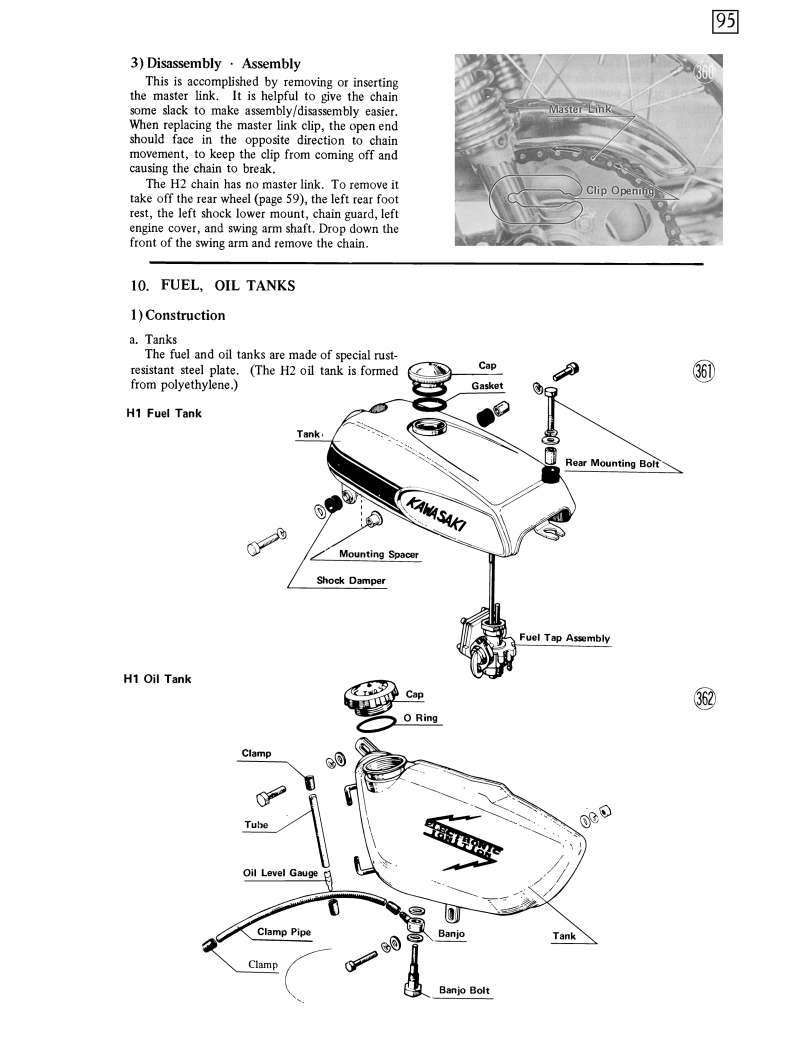 95
3) Disassembly · Assembly
This is accomplished by removing or inserting
the master link. It is helpful to give the chain
some slack to make assembly/disassembly easier.
When replacing the master link clip, the open end
should face in the opposite direction to chain
movement, to keep the clip from coming off and
causing the chain to break.
The H2 chain has no master link. To remove it
take off the rear wheel (page 59), the left rear foot
rest, the left shock lower mount, chain guard, left
engine cover, and swing arm shaft. Drop down the
front of the swing arm and remove the chain.
360
Master Link
Clip Opening
10. FUEL, OIL TANKS
1) Construction
a. Tanks
The fuel and oil tanks are made of special rust-
resistant steel plate. (The H2 oil tank is formed
from polyethylene.)
H1 Fuel Tank
361
Cap
Gasket
Tank
Rear Mounting Bolt
KAWASAKI
Mounting Spacer
Shock Damper
Fuel Tap Assembly
H1 Oil Tank
362
Cap
O Ring
Clamp
Tube
ELECTRONIC
IGNITION
Oil Level Gauge
Clamp Pipe
Banjo
Tank
Clamp
Banjo Bolt